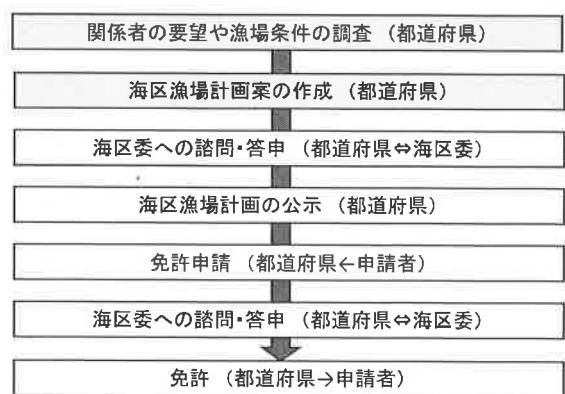 関係者の要望や漁場条件の調査（都道府県）
海区漁場計画案の作成（都道府県）
海区委への諮問・答申（都道府県⇔海区委）
海区漁場計画の公示（都道府県）
免許申請（都道府県←申請者）
海区委への諮問・答申（都道府県⇔海区委）
免許（都道府県→申請者）